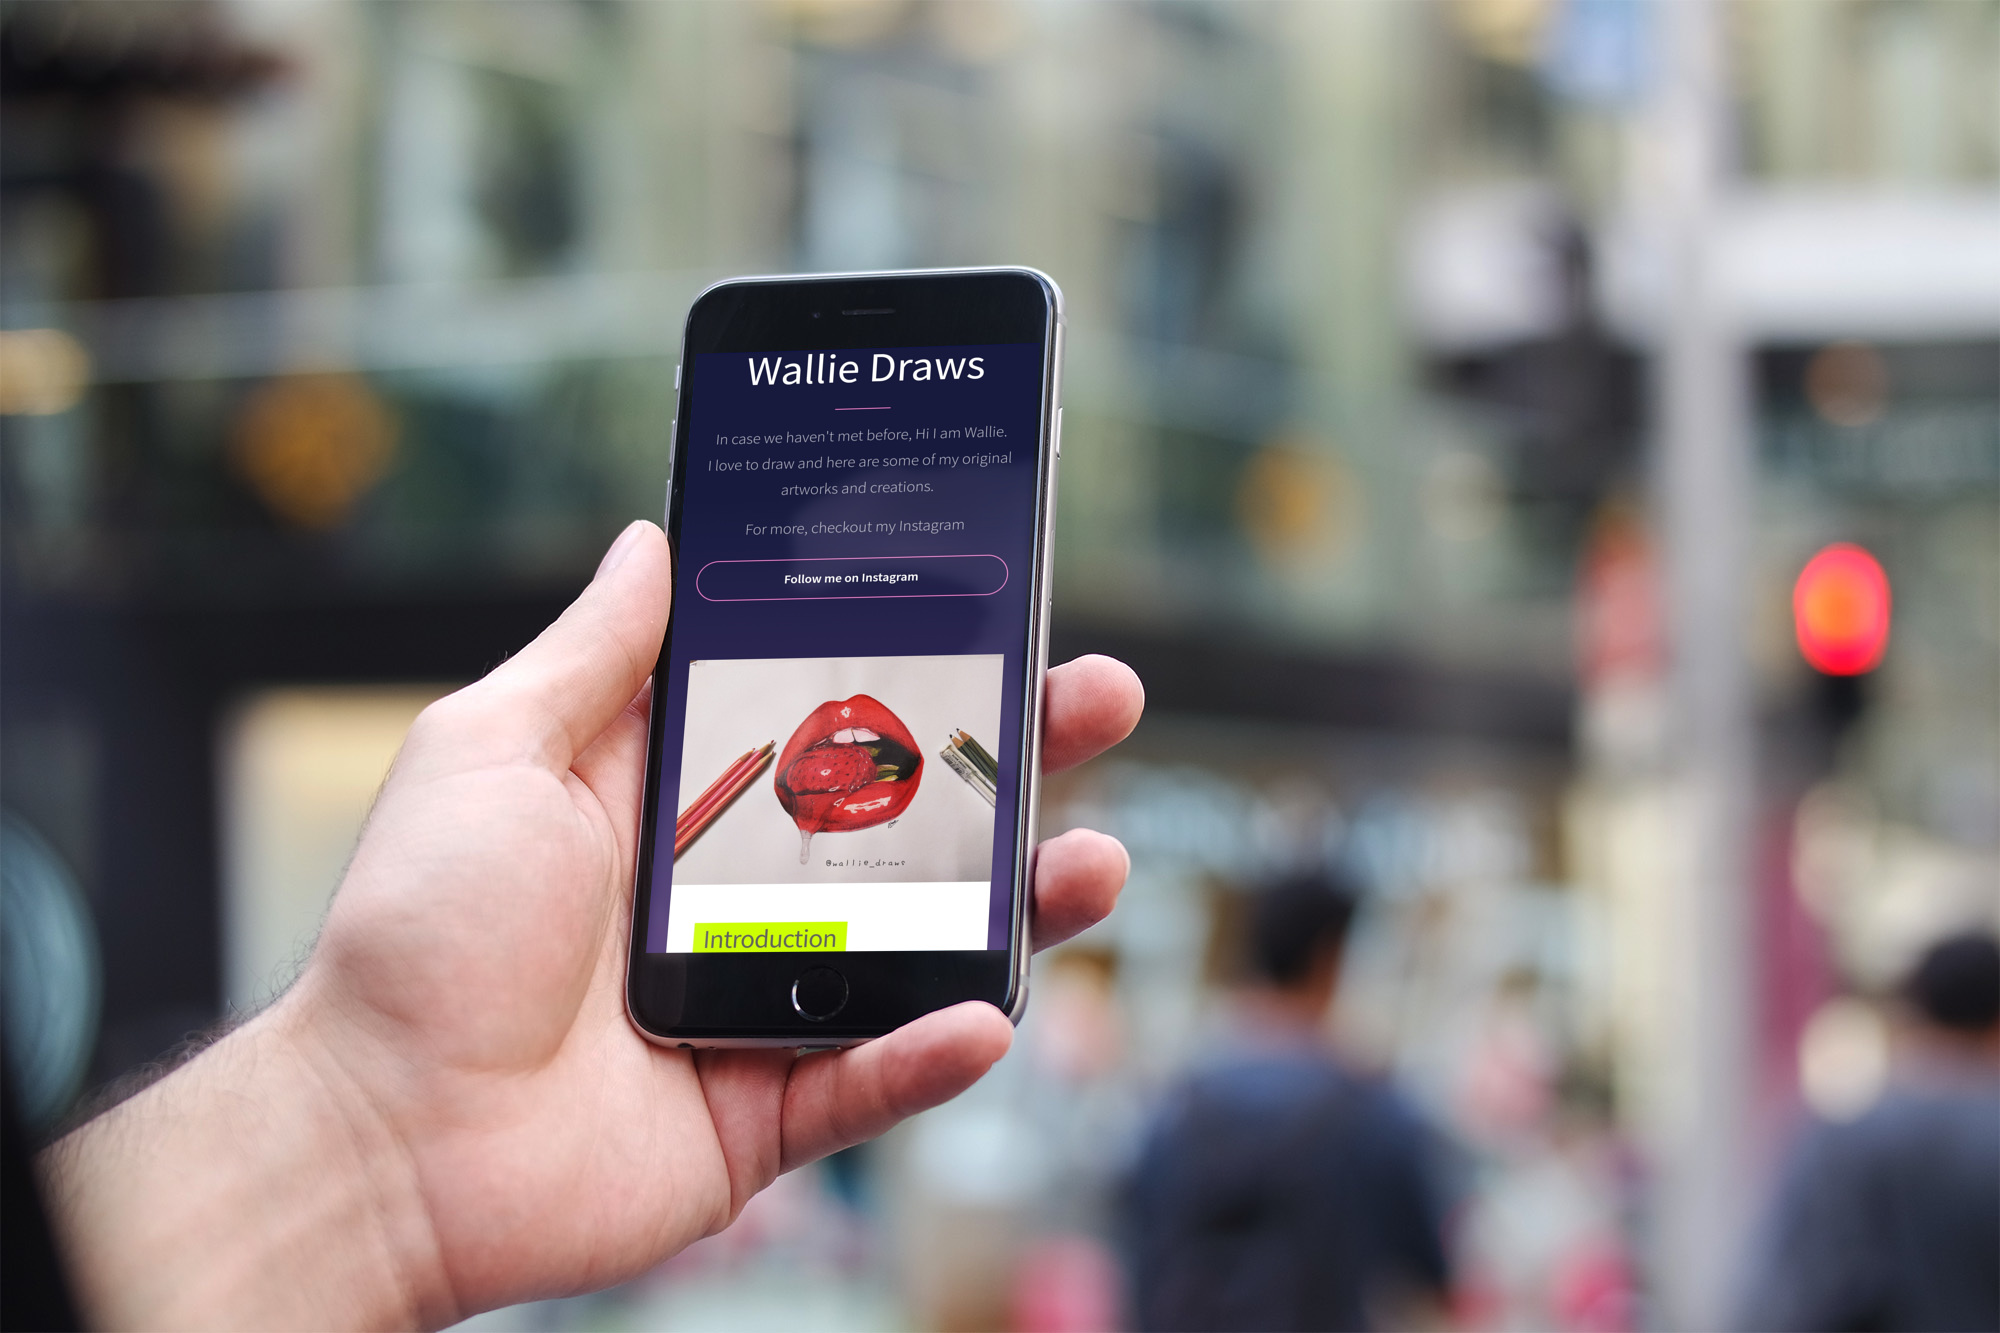 Wallie Draws
In case we haven't met before, Hi I am Wallie.
I love to draw and here are some of my original
artworks and creations.
For more, checkout my Instagram
Follow me on Instagram
@wallie_draws
Introduction